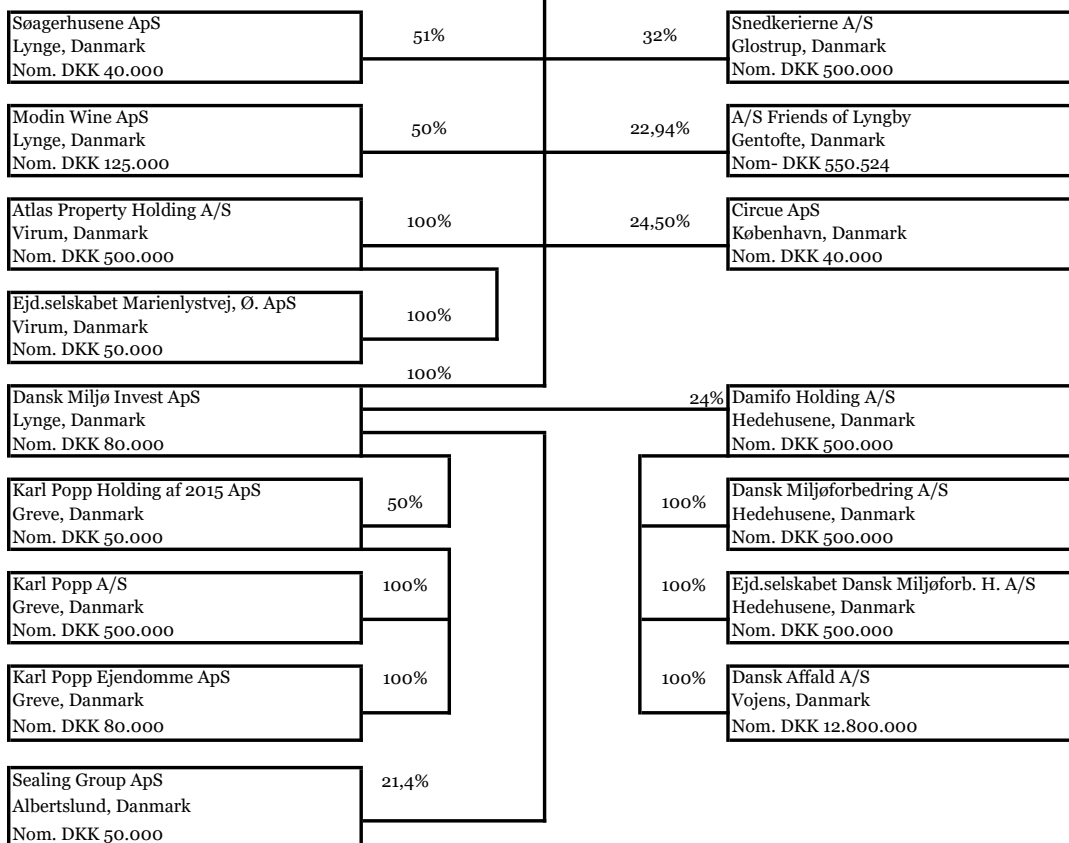 Søagerhusene ApS
Lynge, Danmark
Nom. DKK 40.000
51%
32%
Snedkerierne A/S
Glostrup, Danmark
Nom. DKK 500.000
Modin Wine ApS
Lynge, Danmark
Nom. DKK 125.000
50%
22,94%
A/S Friends of Lyngby
Gentofte, Danmark
Nom- DKK 550.524
Atlas Property Holding A/S
Virum, Danmark
Nom. DKK 500.000
100%
24,50%
Circue ApS
København, Danmark
Nom. DKK 40.000
Ejd.selskabet Marienlystvej, Ø. ApS
Virum, Danmark
Nom. DKK 50.000
100%
100%
Dansk Miljø Invest ApS
Lynge, Danmark
Nom. DKK 80.000
24%
Damifo Holding A/S
Hedehusene, Danmark
Nom. DKK 500.000
Karl Popp Holding af 2015 ApS
Greve, Danmark
Nom. DKK 50.000
50%
100%
Dansk Miljøforbedring A/S
Hedehusene, Danmark
Nom. DKK 500.000
Karl Popp A/S
Greve, Danmark
Nom. DKK 500.000
100%
100%
Ejd.selskabet Dansk Miljøforb. H. A/S
Hedehusene, Danmark
Nom. DKK 500.000
Karl Popp Ejendomme ApS
Greve, Danmark
Nom. DKK 80.000
100%
100%
Dansk Affald A/S
Vojens, Danmark
Nom. DKK 12.800.000
Sealing Group ApS
Albertslund, Danmark
Nom. DKK 50.000
21,4%